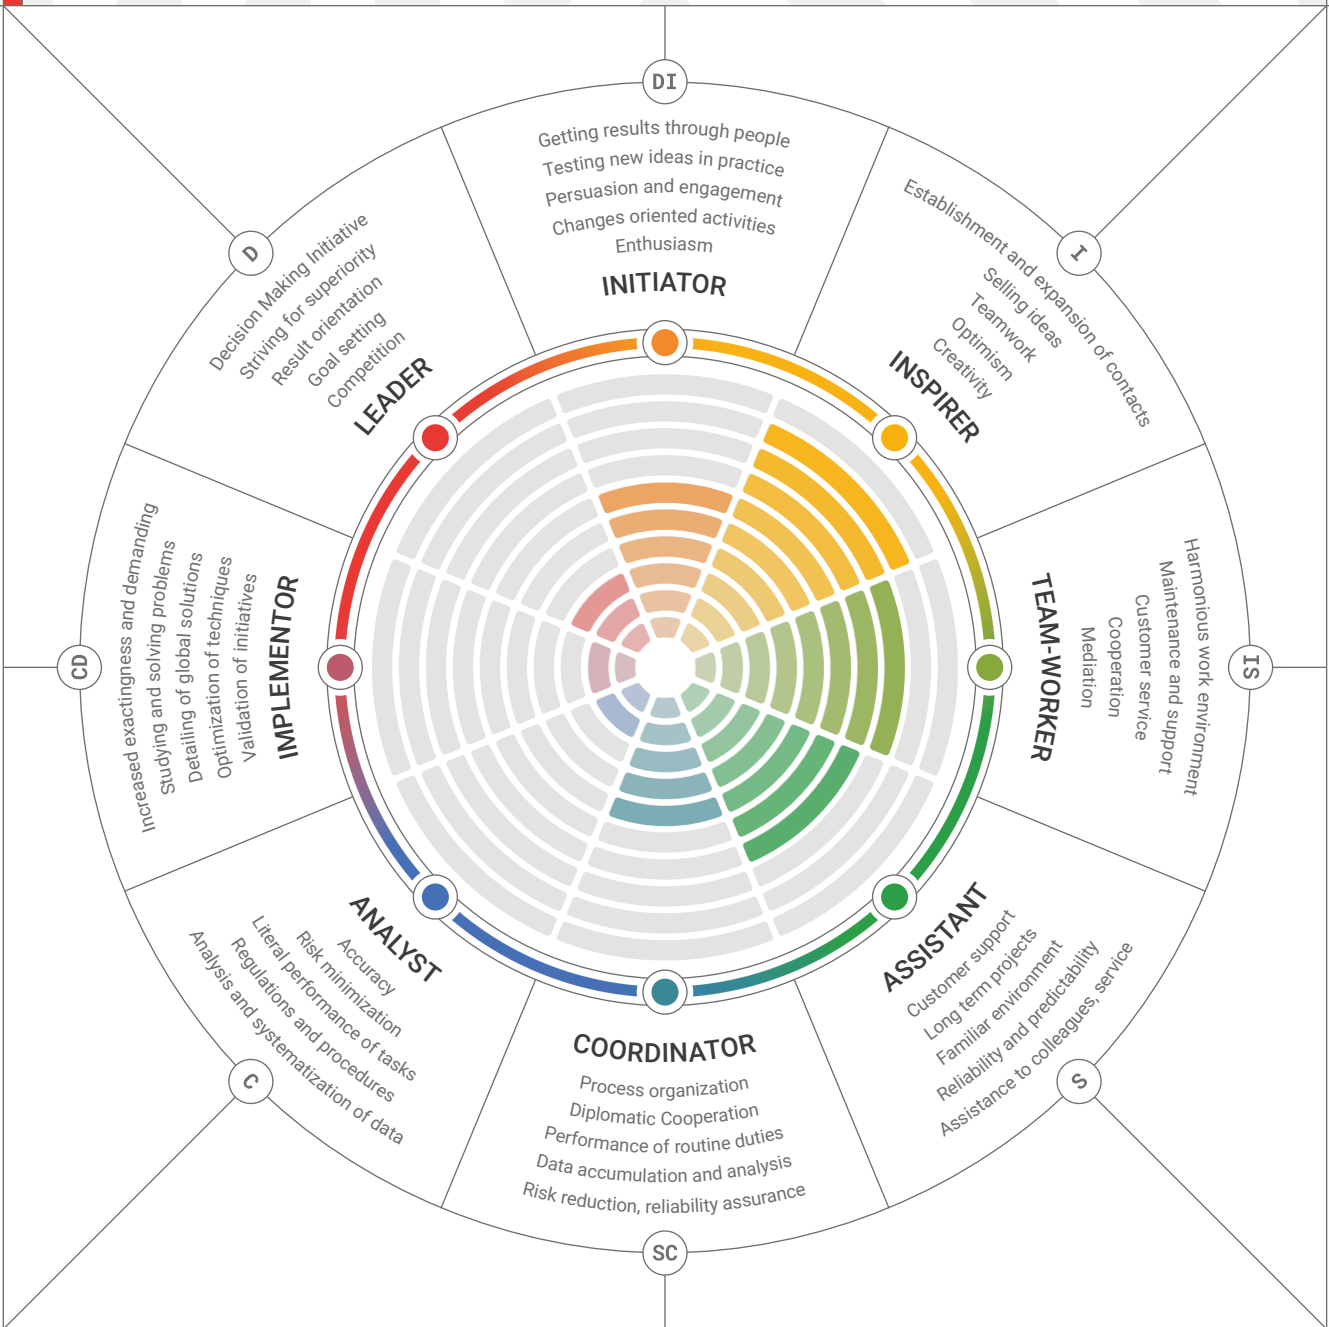 DI
Getting results through people
Testing new ideas in practice
Persuasion and engagement
Changes oriented activities
Enthusiasm
INITIATOR
I
Establishment and expansion of contacts
Selling ideas
Teamwork
Optimism
Creativity
INSPIRER
IS
Harmonious work environment
Maintenance and support
Customer service
Cooperation
Mediation
TEAM-WORKER
S
ASSISTANT
Customer support
Long term projects
Familiar environment
Reliability and predictability
Assistance to colleagues, service
SC
COORDINATOR
Process organization
Diplomatic Cooperation
Performance of routine duties
Data accumulation and analysis
Risk reduction, reliability assurance
C
ANALYST
Accuracy
Risk minimization
Literal performance of tasks
Regulations and procedures
Analysis and systematization of data
CD
Increased exactingness and demanding
Studying and solving problems
Detailing of global solutions
Optimization of techniques
Validation of initiatives
IMPLEMENTOR
D
Decision Making Initiative
Striving for superiority
Result orientation
Goal setting
Competition
LEADER